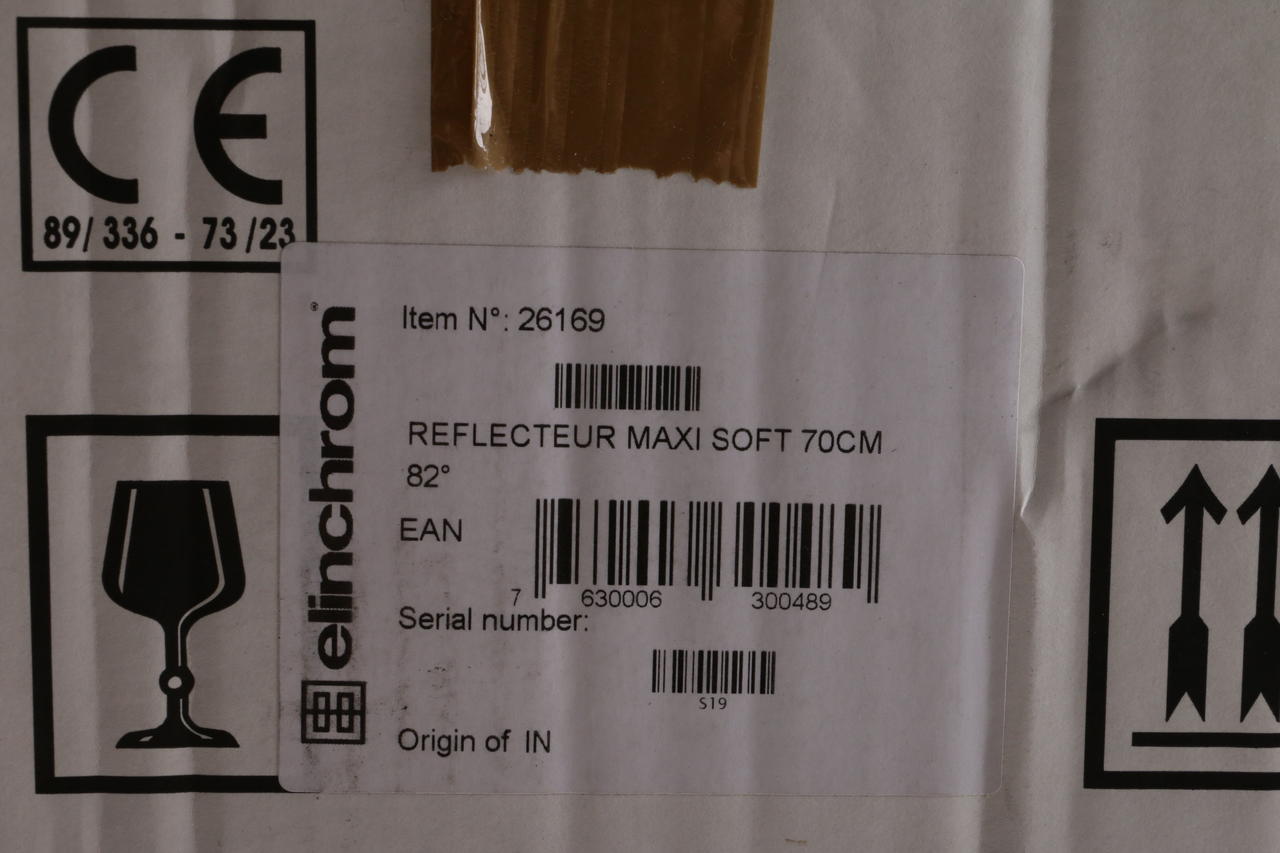 CE
89/ 336 - 73 /23
elinchrom®
Item N°: 26169
REFLECTEUR MAXI SOFT 70CM
82°
EAN
7 630006 300489
Serial number:
S19
Origin of IN